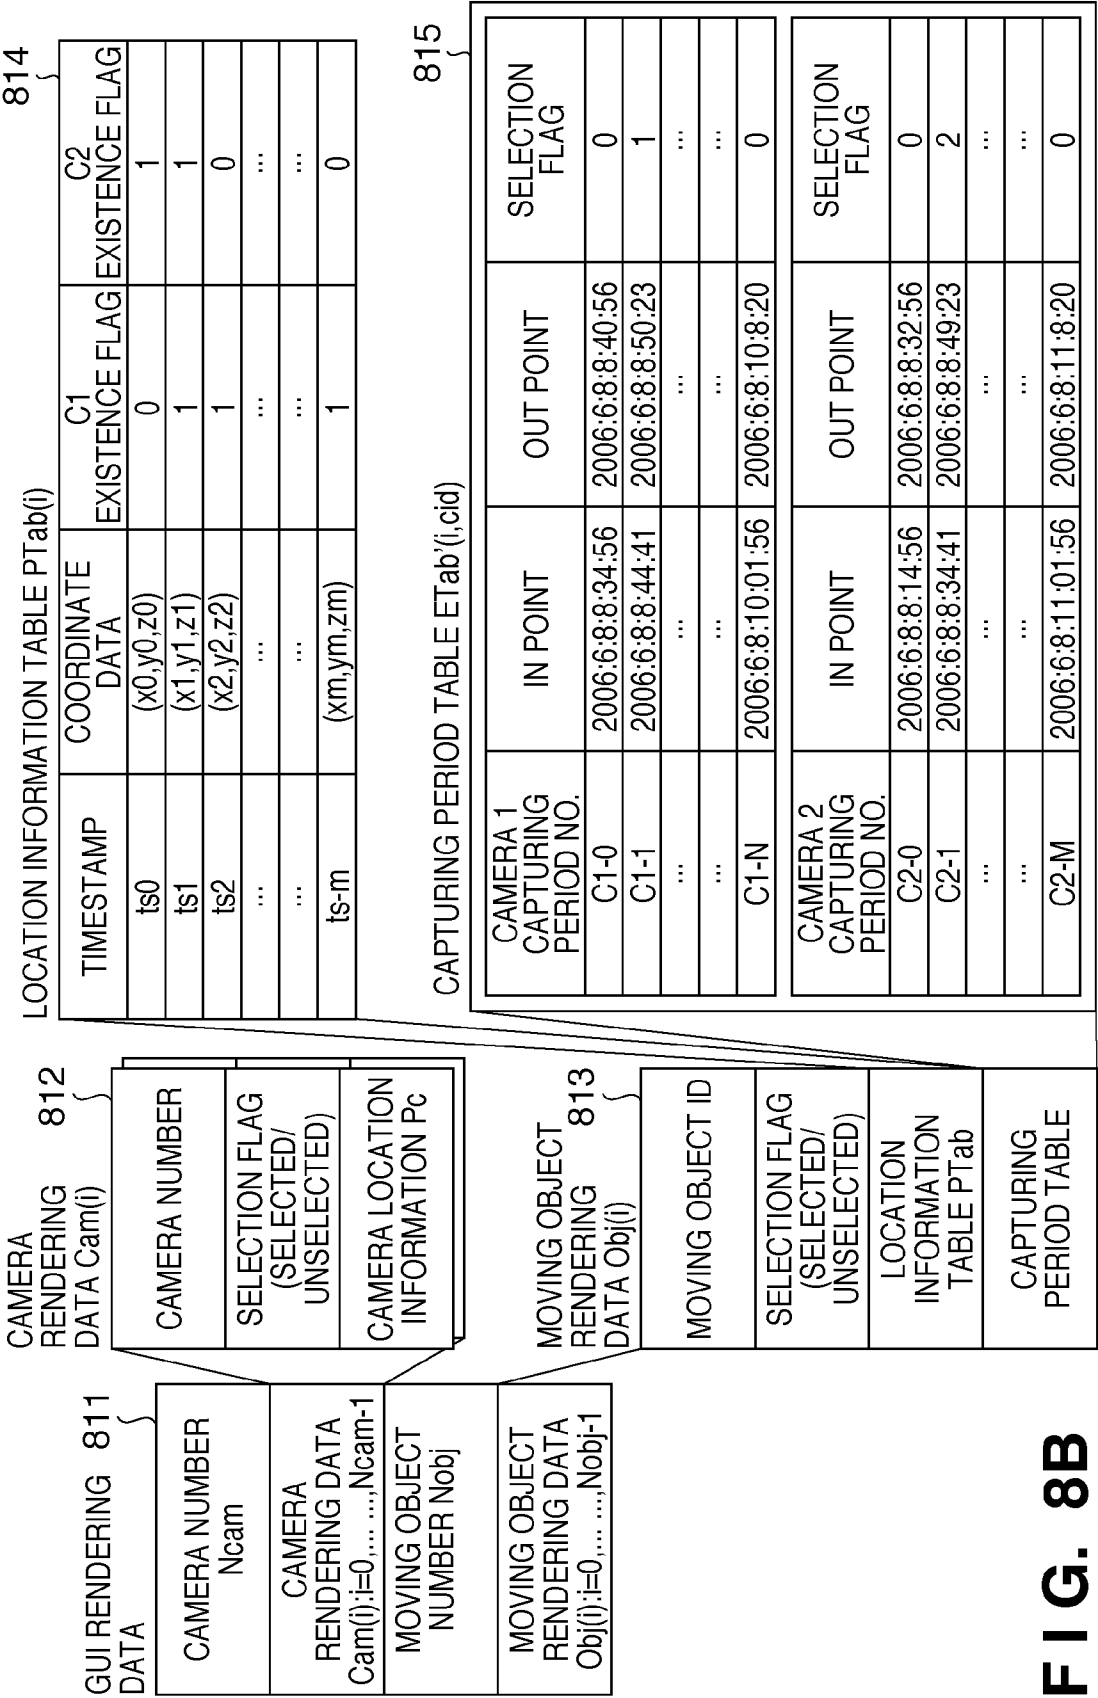 GUI RENDERING
DATA
811
CAMERA NUMBER
Ncam
CAMERA
RENDERING DATA
Cam(i):i=0,... ...,Ncam-1
MOVING OBJECT
NUMBER Nobj
MOVING OBJECT
RENDERING DATA
Obj(i):i=0,... ...,Nobj-1
CAMERA
RENDERING
DATA Cam(i)
812
CAMERA NUMBER
SELECTION FLAG
(SELECTED/
UNSELECTED)
CAMERA LOCATION
INFORMATION Pc
MOVING OBJECT
RENDERING
DATA Obj(i)
813
MOVING OBJECT ID
SELECTION FLAG
(SELECTED/
UNSELECTED)
LOCATION
INFORMATION
TABLE PTab
CAPTURING
PERIOD TABLE
LOCATION INFORMATION TABLE PTab(i)
814
TIMESTAMP
COORDINATE
DATA
C1
EXISTENCE FLAG
C2
EXISTENCE FLAG
ts0 (x0,y0,z0) 0 1
ts1 (x1,y1,z1) 1 1
ts2 (x2,y2,z2) 1 0
... ... ... ...
... ... ... ...
ts-m (xm,ym,zm) 1 0
CAPTURING PERIOD TABLE ETab'(i,cid)
815
CAMERA 1
CAPTURING
PERIOD NO.
IN POINT
OUT POINT
SELECTION
FLAG
C1-0 2006:6:8:8:34:56 2006:6:8:8:40:56 0
C1-1 2006:6:8:8:44:41 2006:6:8:8:50:23 1
... ... ... ...
... ... ... ...
C1-N 2006:6:8:10:01:56 2006:6:8:10:8:20 0
CAMERA 2
CAPTURING
PERIOD NO.
IN POINT
OUT POINT
SELECTION
FLAG
C2-0 2006:6:8:8:14:56 2006:6:8:8:32:56 0
C2-1 2006:6:8:8:34:41 2006:6:8:8:49:23 2
... ... ... ...
... ... ... ...
C2-M 2006:6:8:11:01:56 2006:6:8:11:8:20 0
FIG. 8B